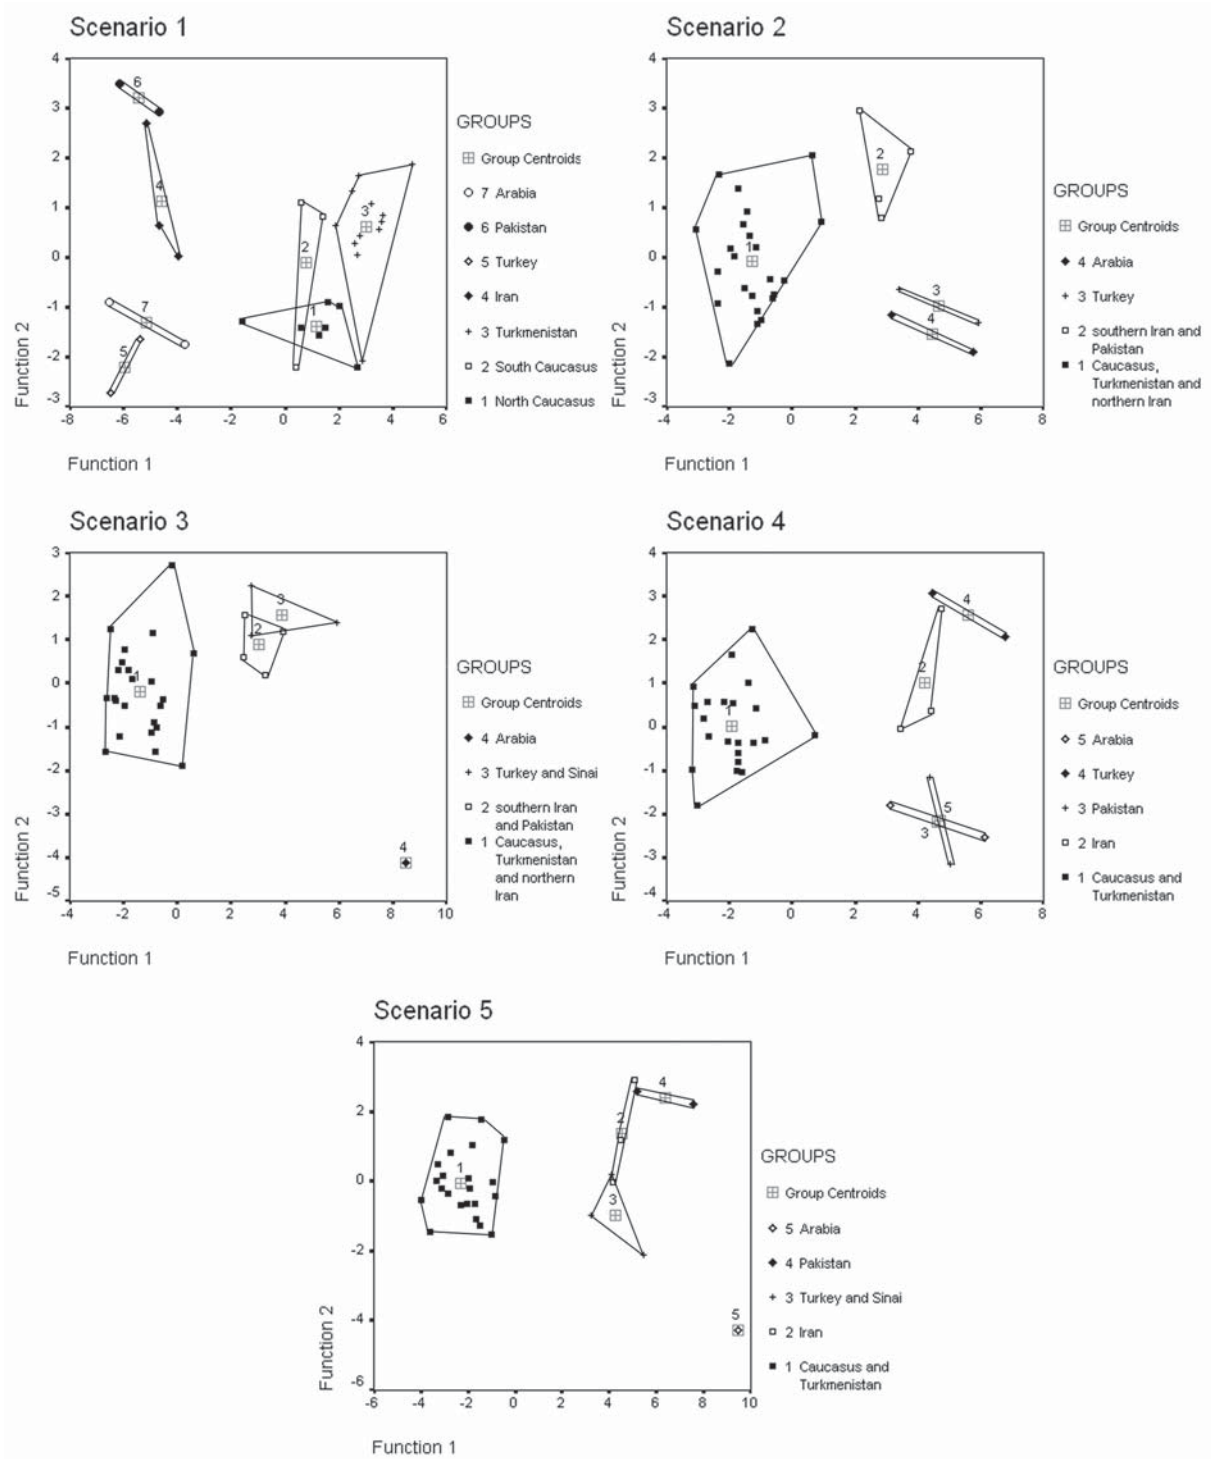 Scenario 1
4
3
2
1
0
-1
-2
-3
-8
-6
-4
-2
0
2
4
6
Function 2
Function 1
6
4
7
5
2
3
1
GROUPS
Group Centroids
7 Arabia
6 Pakistan
5 Turkey
4 Iran
3 Turkmenistan
2 South Caucasus
1 North Caucasus
Scenario 2
4
3
2
1
0
-1
-2
-3
-4
-2
0
2
4
6
8
Function 2
Function 1
1
2
3
4
GROUPS
Group Centroids
4 Arabia
3 Turkey
2 southern Iran and
Pakistan
1 Caucasus,
Turkmenistan and
northern Iran
Scenario 3
3
2
1
0
-1
-2
-3
-4
-5
-4
-2
0
2
4
6
8
10
Function 2
Function 1
1
3
2
4
GROUPS
Group Centroids
4 Arabia
3 Turkey and Sinai
2 southern Iran
and Pakistan
1 Caucasus,
Turkmenistan
and northern
Iran
Scenario 4
4
3
2
1
0
-1
-2
-3
-4
-4
-2
0
2
4
6
8
Function 2
Function 1
1
4
2
5
3
GROUPS
Group Centroids
5 Arabia
4 Turkey
3 Pakistan
2 Iran
1 Caucasus and
Turkmenistan
Scenario 5
4
2
0
-2
-4
-6
-6
-4
-2
0
2
4
6
8
10
Function 2
Function 1
1
4
2
3
5
GROUPS
Group Centroids
5 Arabia
4 Pakistan
3 Turkey and Sinai
2 Iran
1 Caucasus and
Turkmenistan